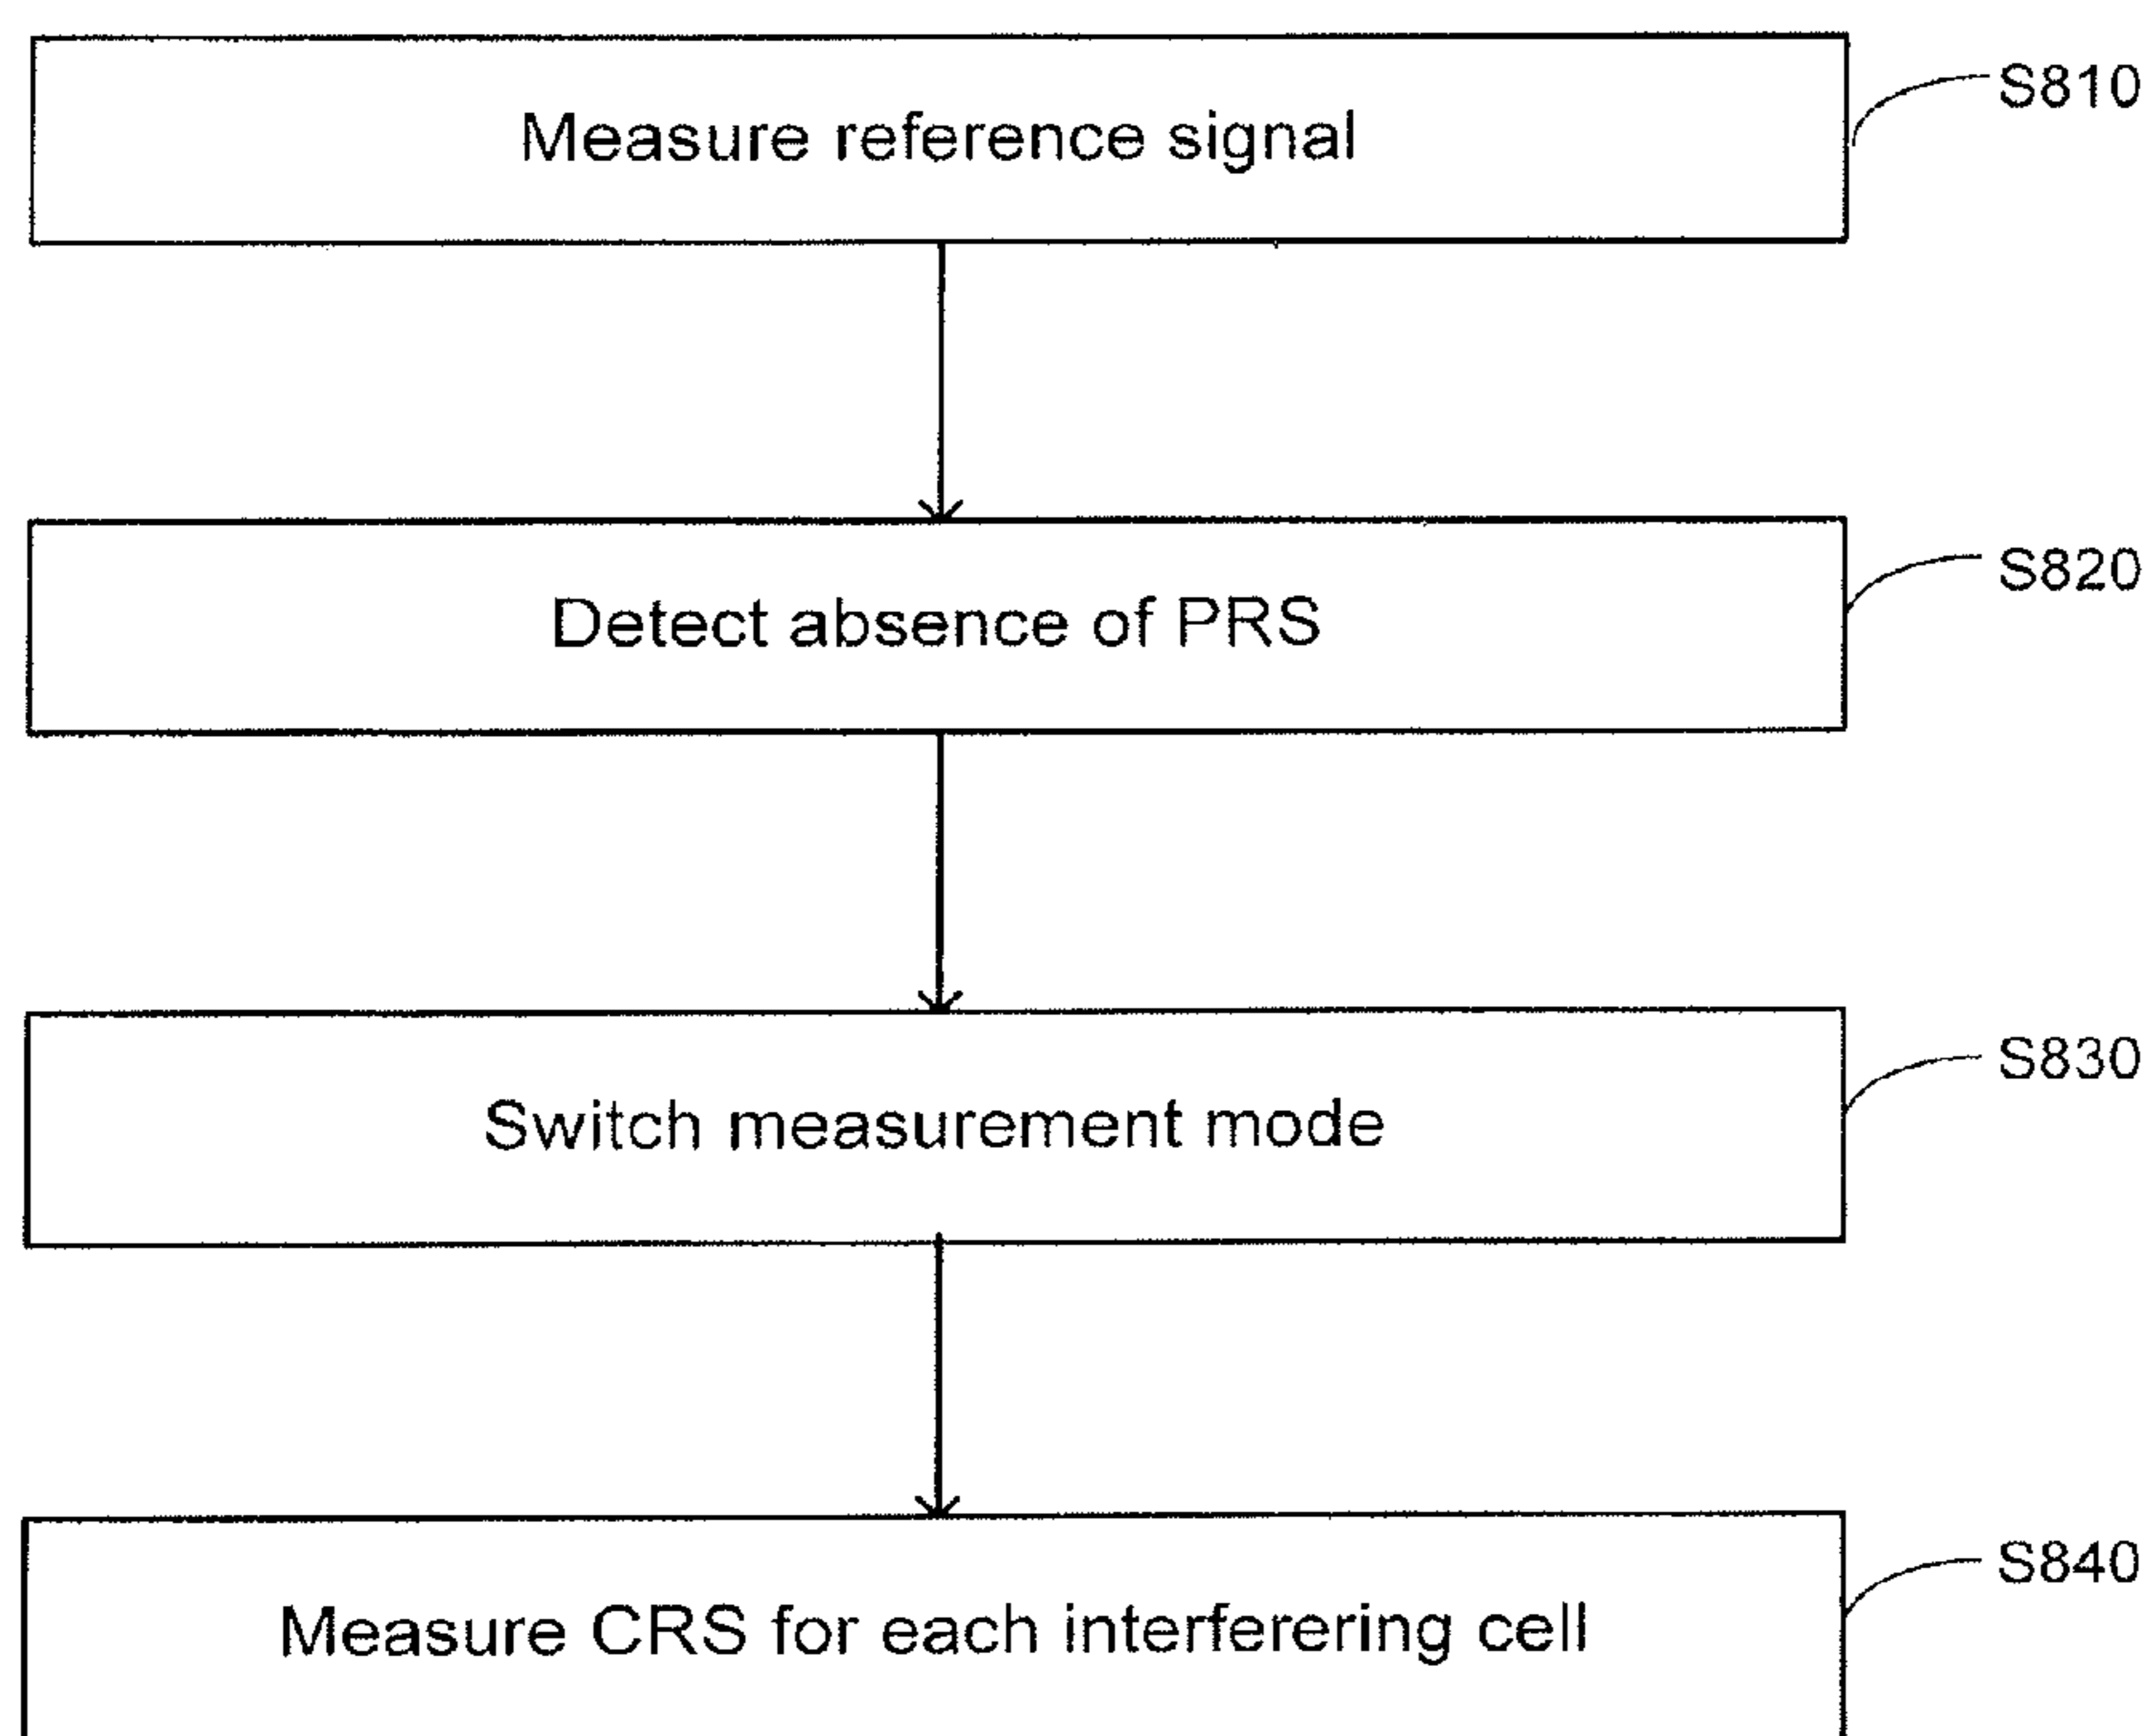 Measure reference signal
S810
Detect absence of PRS
S820
Switch measurement mode
S830
Measure CRS for each interferering cell
S840